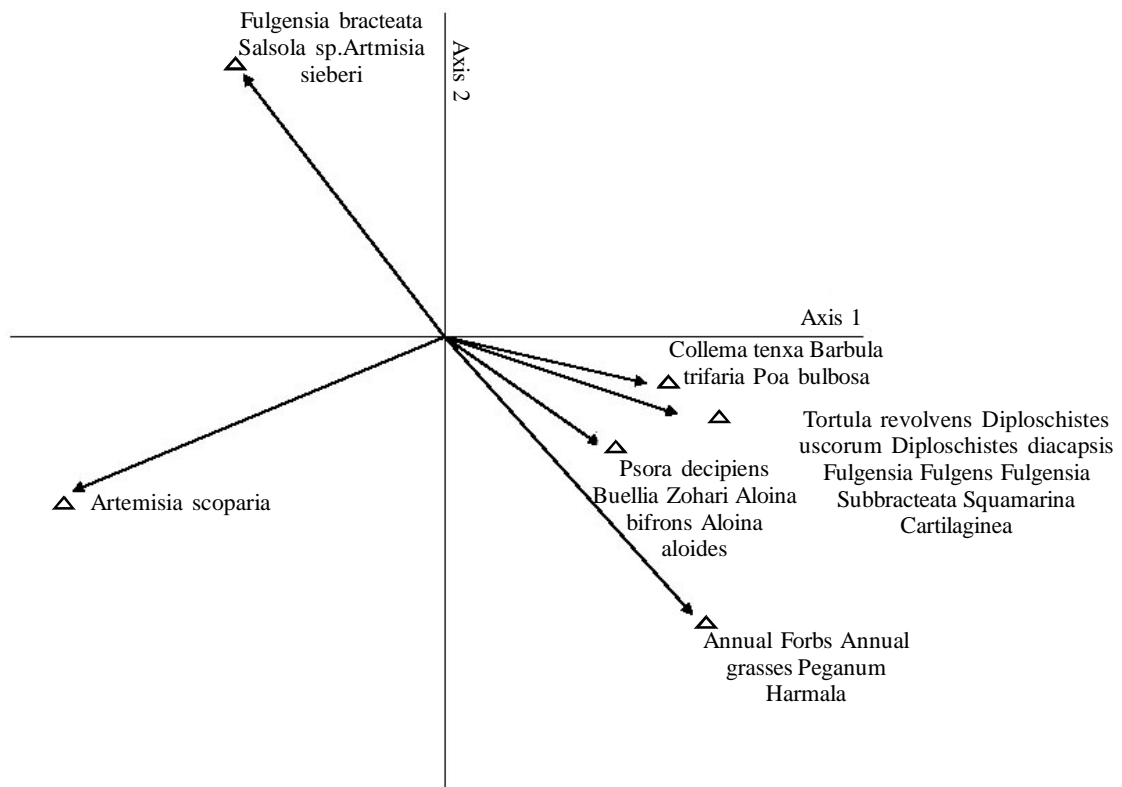 Fulgensia bracteata
Salsola sp.Artmisia
sieberi
Axis 2
Axis 1
Collema tenxa Barbula
trifaria Poa bulbosa
Tortula revolvens Diploschistes
uscorum Diploschistes diacapsis
Fulgensia Fulgens Fulgensia
Subbracteata Squamarina
Cartilaginea
Psora decipiens
Buellia Zohari Aloina
bifrons Aloina
aloides
Artemisia scoparia
Annual Forbs Annual
grasses Peganum
Harmala